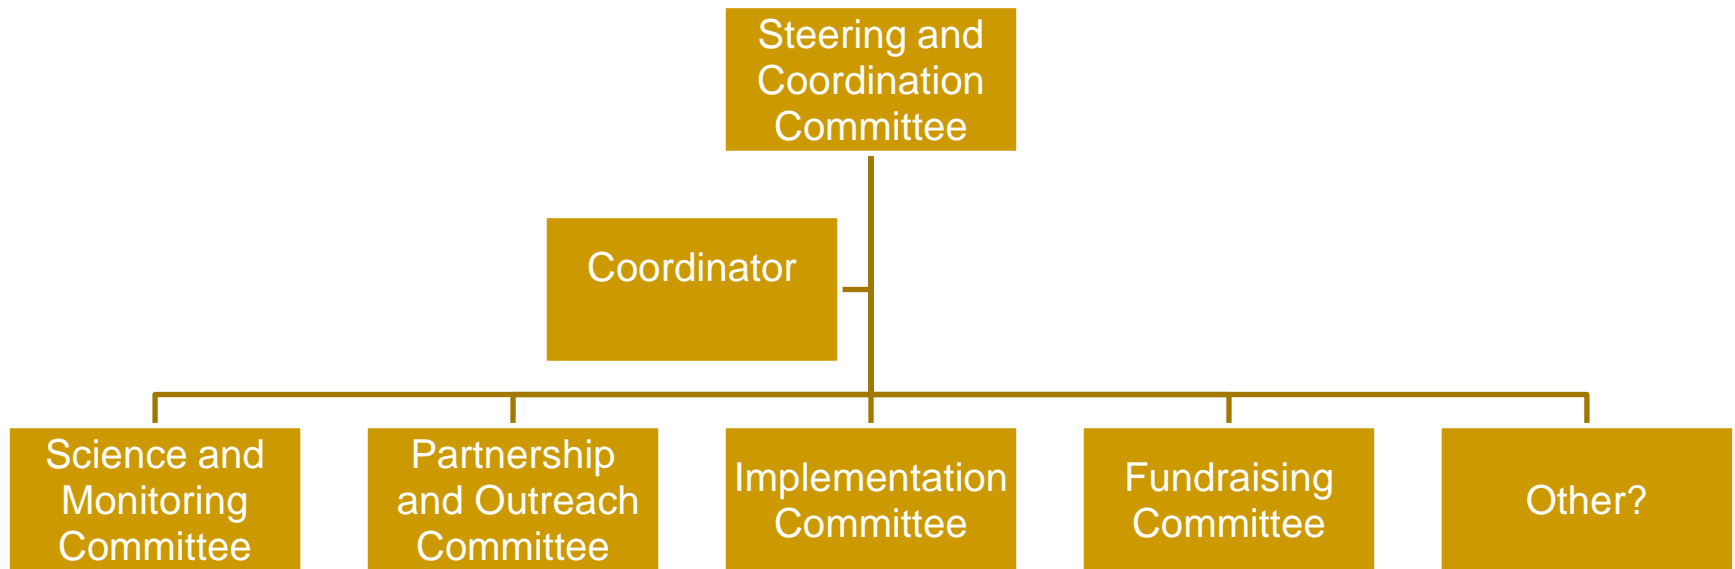 Steering and
Coordination
Committee
Coordinator
Science and
Monitoring
Committee
Partnership
and Outreach
Committee
Implementation
Committee
Fundraising
Committee
Other?